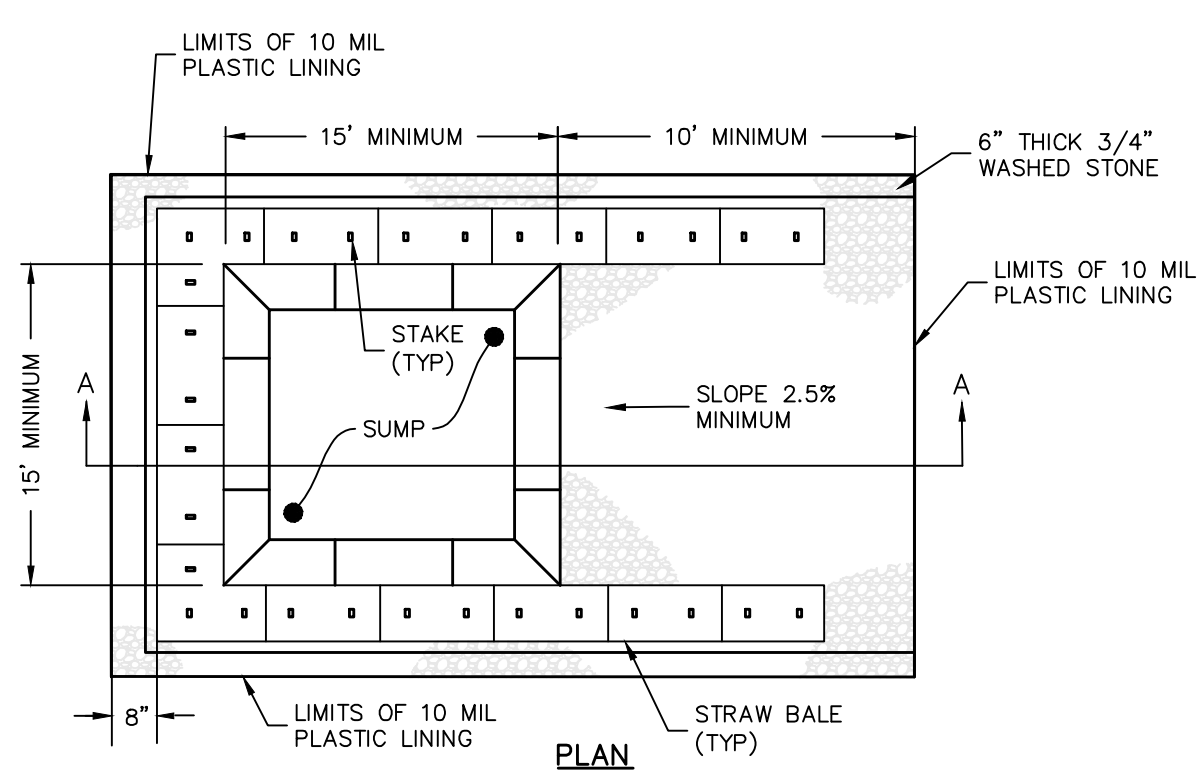 LIMITS OF 10 MIL
PLASTIC LINING
15' MINIMUM
10' MINIMUM
6" THICK 3/4"
WASHED STONE
LIMITS OF 10 MIL
PLASTIC LINING
STAKE
(TYP)
15' MINIMUM
A
SLOPE 2.5%
MINIMUM
A
SUMP
8"
LIMITS OF 10 MIL
PLASTIC LINING
STRAW BALE
(TYP)
PLAN